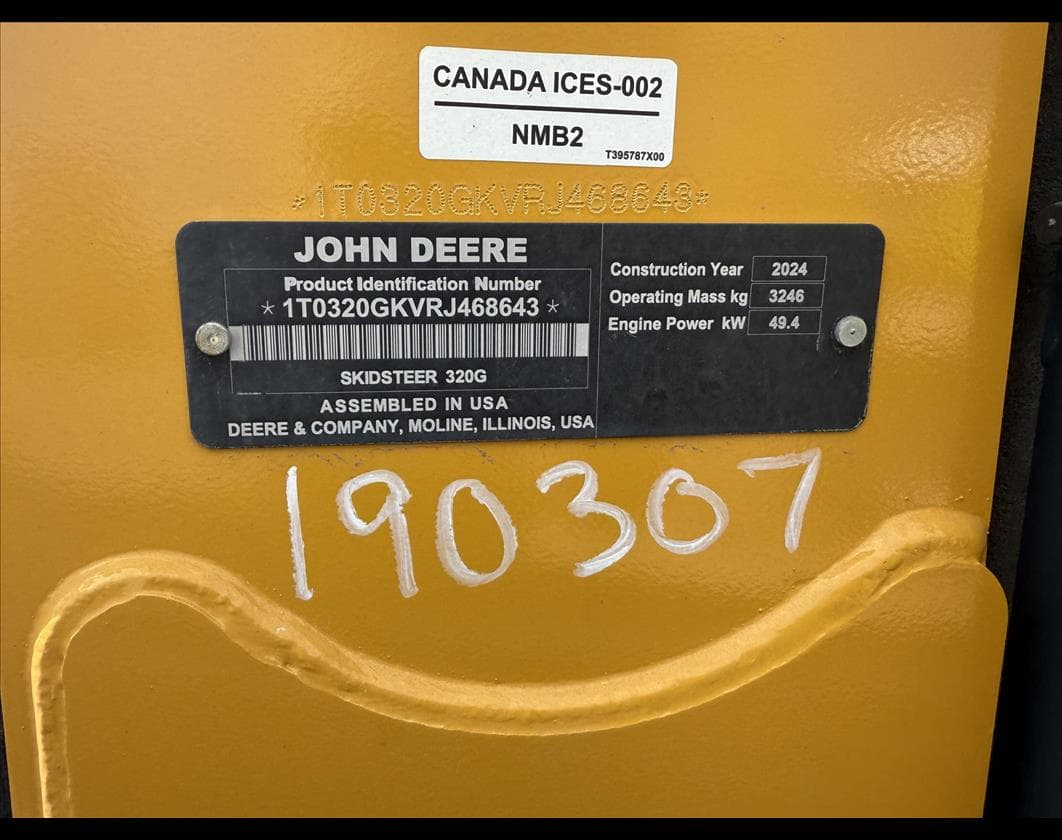 CANADA ICES-002
NMB2
T395787X00
*1T0320GKVRJ468643*
JOHN DEERE
Product Identification Number
*1T0320GKVRJ468643*
SKIDSTEER 320G
ASSEMBLED IN USA
DEERE & COMPANY, MOLINE, ILLINOIS, USA
Construction Year 2024
Operating Mass kg 3246
Engine Power kW 49.4
190307